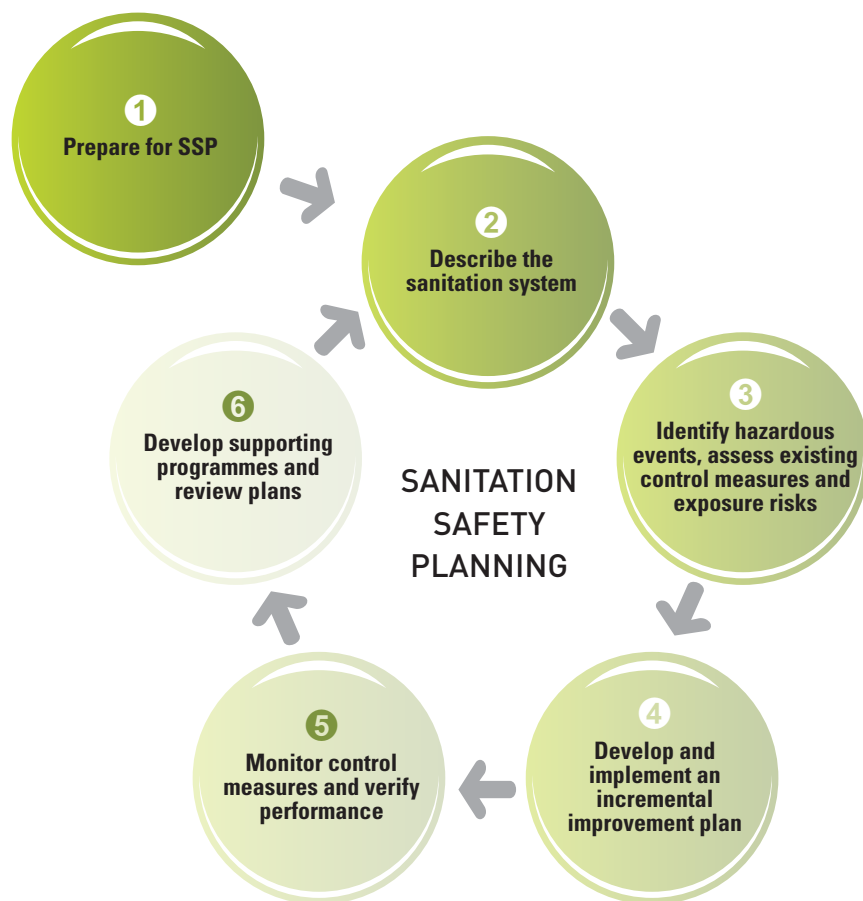 1
Prepare for SSP
2
Describe the
sanitation system
3
Identify hazardous
events, assess existing
control measures and
exposure risks
4
Develop and
implement an
incremental
improvement plan
5
Monitor control
measures and verify
performance
6
Develop supporting
programmes and
review plans
SANITATION
SAFETY
PLANNING